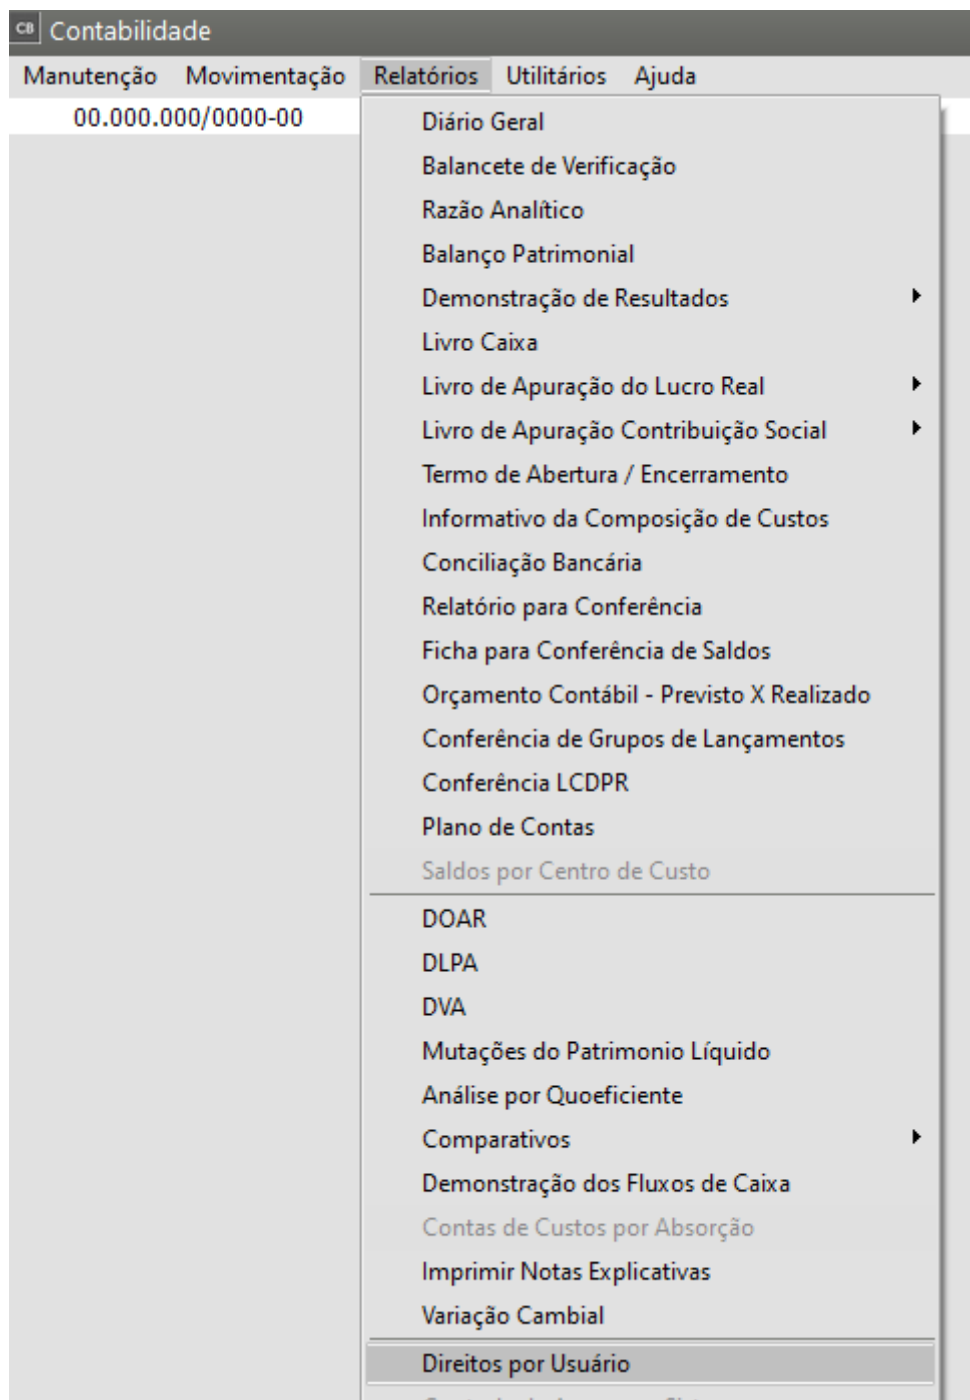 CB Contabilidade
Manutenção Movimentação Relatórios Utilitários Ajuda
00.000.000/0000-00
Diário Geral
Balancete de Verificação
Razão Analítico
Balanço Patrimonial
Demonstração de Resultados
Livro Caixa
Livro de Apuração do Lucro Real
Livro de Apuração Contribuição Social
Termo de Abertura / Encerramento
Informativo da Composição de Custos
Conciliação Bancária
Relatório para Conferência
Ficha para Conferência de Saldos
Orçamento Contábil - Previsto X Realizado
Conferência de Grupos de Lançamentos
Conferência LCDPR
Plano de Contas
Saldos por Centro de Custo
DOAR
DLPA
DVA
Mutações do Patrimonio Líquido
Análise por Quoeficiente
Comparativos
Demonstração dos Fluxos de Caixa
Contas de Custos por Absorção
Imprimir Notas Explicativas
Variação Cambial
Direitos por Usuário